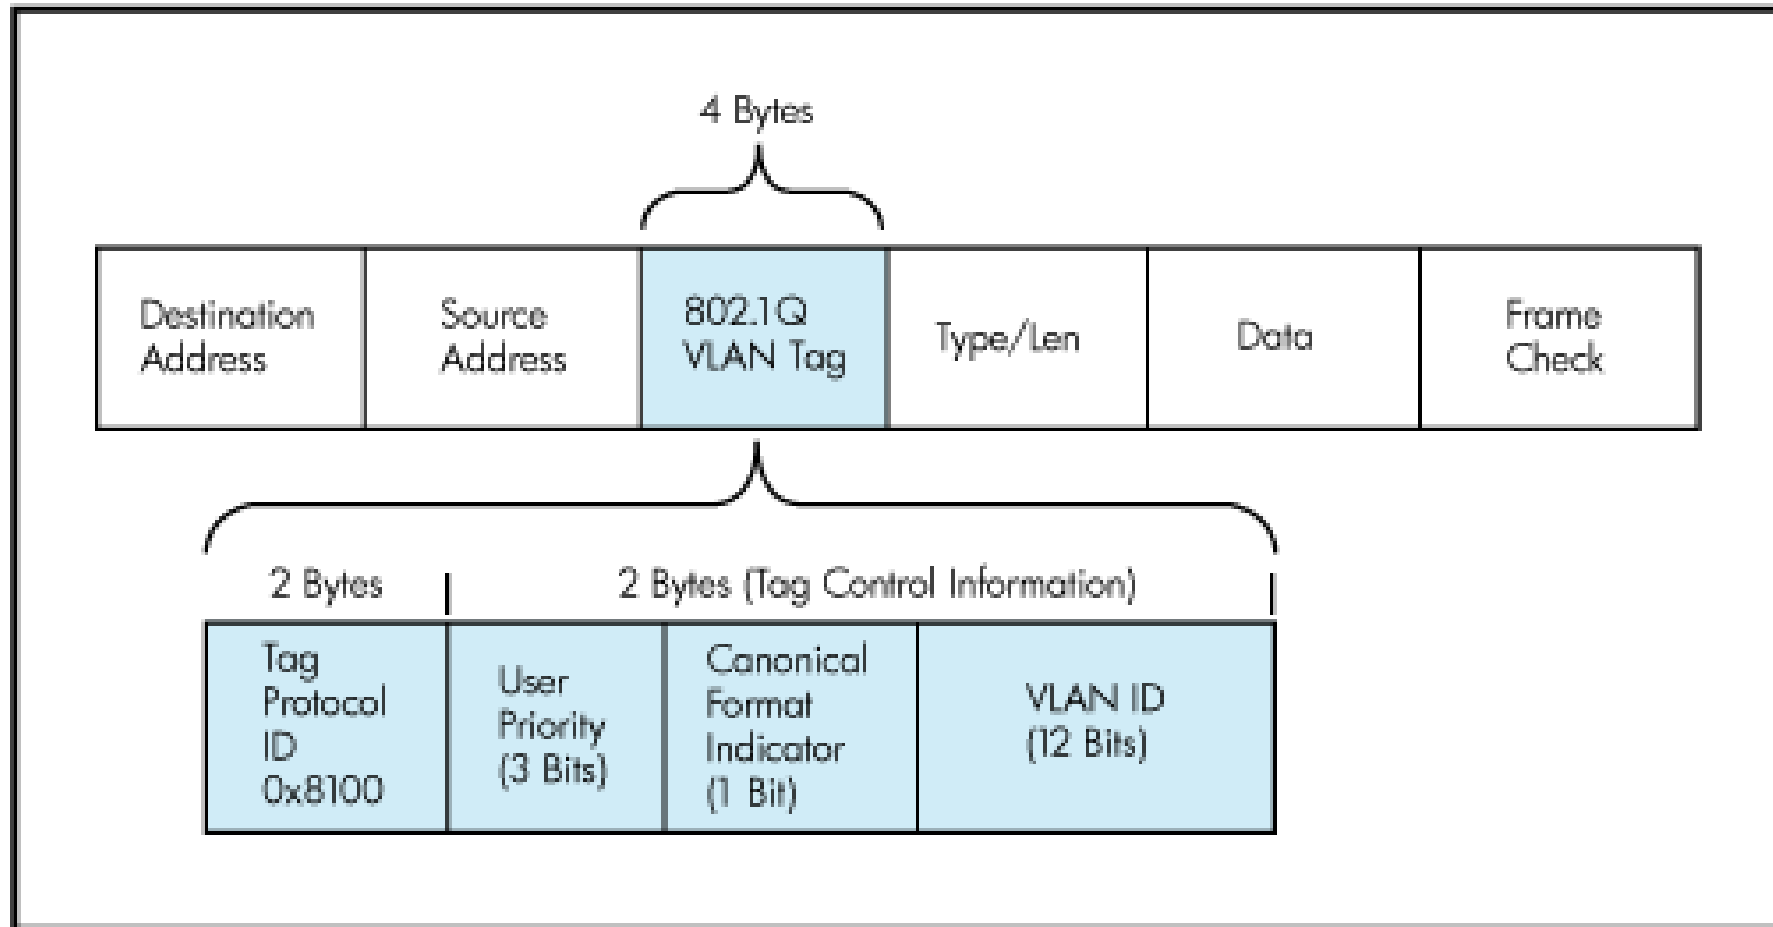 4 Bytes
Destination
Address
Source
Address
802.1Q
VLAN Tag
Type/Len
Data
Frame
Check
2 Bytes
2 Bytes (Tag Control Information)
Tag
Protocol
ID
0x8100
User
Priority
(3 Bits)
Canonical
Format
Indicator
(1 Bit)
VLAN ID
(12 Bits)